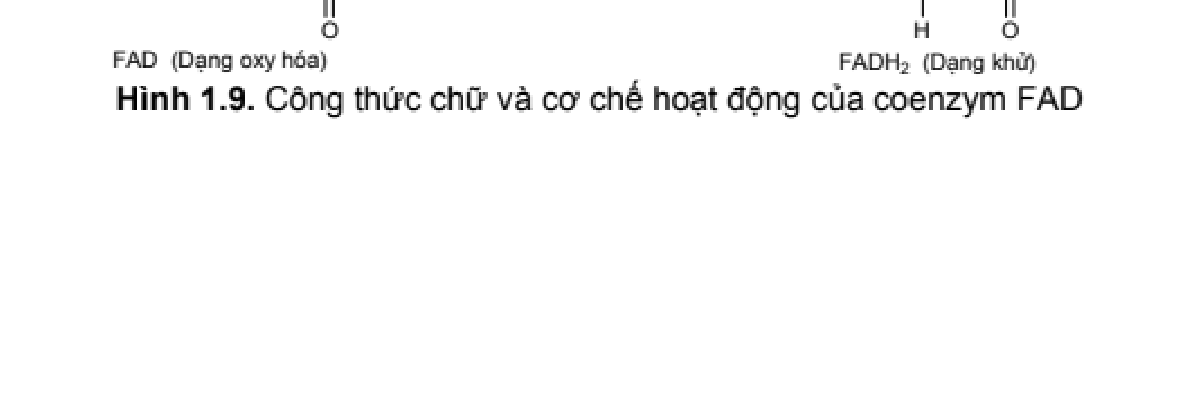 O H O
FAD (Dạng oxy hóa) FADH₂ (Dạng khử)
Hình 1.9. Công thức chữ và cơ chế hoạt động của coenzym FAD